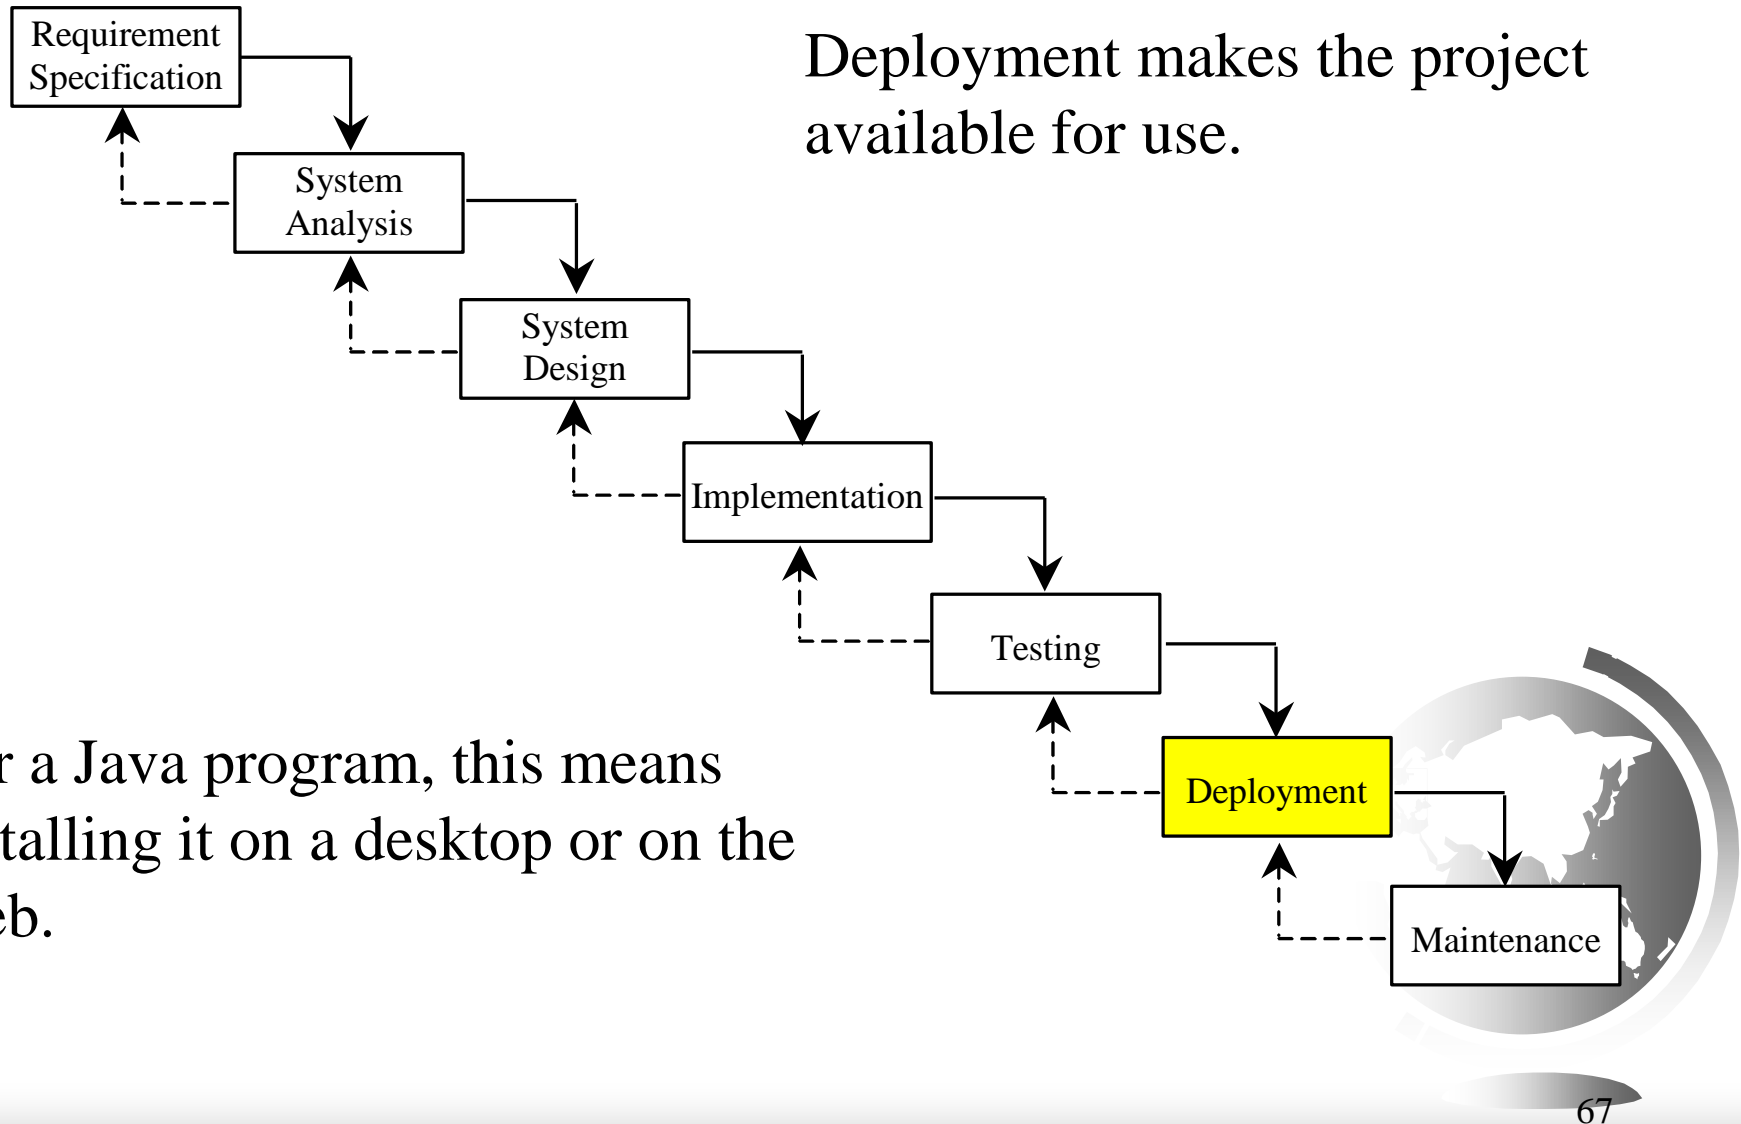 Requirement
Specification
Deployment makes the project
available for use.
System
Analysis
System
Design
Implementation
Testing
r a Java program, this means
talling it on a desktop or on the
eb.
Deployment
Maintenance
67